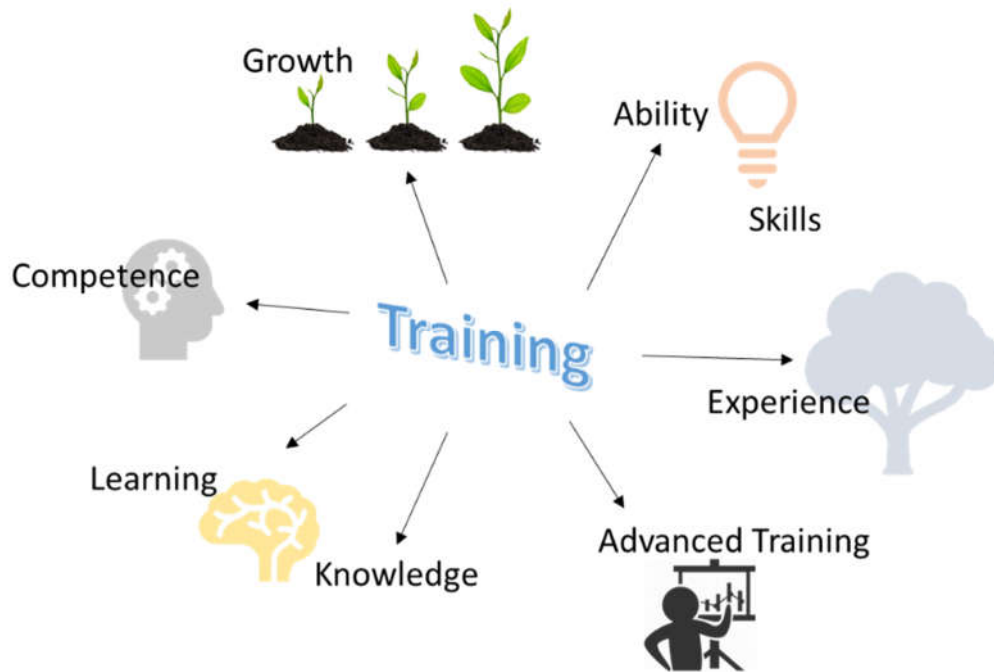 Growth
Ability
Skills
Competence
Training
Experience
Learning
Knowledge
Advanced Training